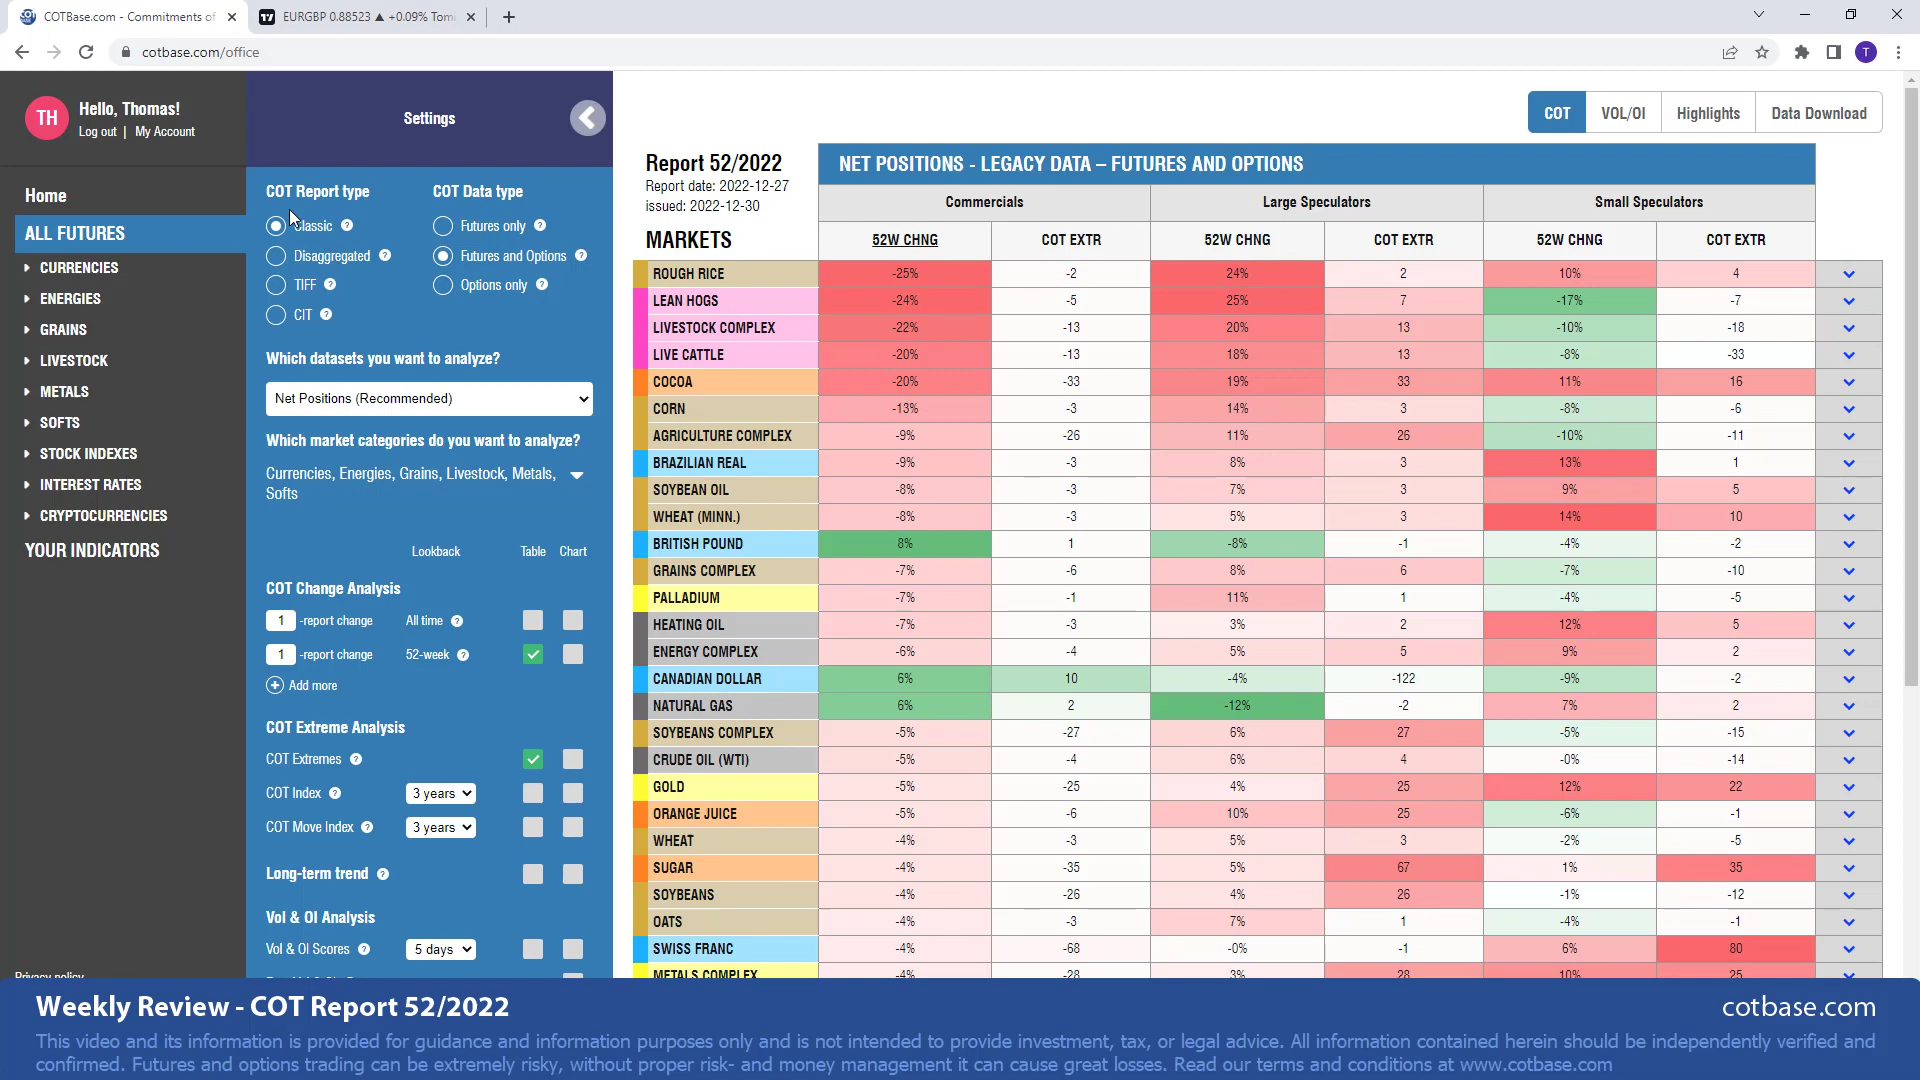 COTBase.com - Commitments of
EURGBP 0.88523 ▲ +0.09% Tom
cotbase.com/office
T
TH
Hello, Thomas!
Log out | My Account
Home
ALL FUTURES
CURRENCIES
ENERGIES
GRAINS
LIVESTOCK
METALS
SOFTS
STOCK INDEXES
INTEREST RATES
CRYPTOCURRENCIES
YOUR INDICATORS
Privacy policy
Settings
COT Report type
Classic ?
Disaggregated ?
TIFF ?
CIT ?
COT Data type
Futures only ?
Futures and Options ?
Options only ?
Which datasets you want to analyze?
Net Positions (Recommended)
Which market categories do you want to analyze?
Currencies, Energies, Grains, Livestock, Metals,
Softs
Lookback Table Chart
COT Change Analysis
1 -report change All time ?
1 -report change 52-week ?
+ Add more
COT Extreme Analysis
COT Extremes ?
COT Index ? 3 years
COT Move Index ? 3 years
Long-term trend ?
Vol & OI Analysis
Vol & OI Scores ? 5 days
COT VOL/OI Highlights Data Download
Report 52/2022
Report date: 2022-12-27
issued: 2022-12-30
NET POSITIONS - LEGACY DATA – FUTURES AND OPTIONS
Commercials Large Speculators Small Speculators
MARKETS 52W CHNG COT EXTR 52W CHNG COT EXTR 52W CHNG COT EXTR
ROUGH RICE -25% -2 24% 2 10% 4
LEAN HOGS -24% -5 25% 7 -17% -7
LIVESTOCK COMPLEX -22% -13 20% 13 -10% -18
LIVE CATTLE -20% -13 18% 13 -8% -33
COCOA -20% -33 19% 33 11% 16
CORN -13% -3 14% 3 -8% -6
AGRICULTURE COMPLEX -9% -26 11% 26 -10% -11
BRAZILIAN REAL -9% -3 8% 3 13% 1
SOYBEAN OIL -8% -3 7% 3 9% 5
WHEAT (MINN.) -8% -3 5% 3 14% 10
BRITISH POUND 8% 1 -8% -1 -4% -2
GRAINS COMPLEX -7% -6 8% 6 -7% -10
PALLADIUM -7% -1 11% 1 -4% -5
HEATING OIL -7% -3 3% 2 12% 5
ENERGY COMPLEX -6% -4 5% 5 9% 2
CANADIAN DOLLAR 6% 10 -4% -122 -9% -2
NATURAL GAS 6% 2 -12% -2 7% 2
SOYBEANS COMPLEX -5% -27 6% 27 -5% -15
CRUDE OIL (WTI) -5% -4 6% 4 -0% -14
GOLD -5% -25 4% 25 12% 22
ORANGE JUICE -5% -6 10% 25 -6% -1
WHEAT -4% -3 5% 3 -2% -5
SUGAR -4% -35 5% 67 1% 35
SOYBEANS -4% -26 4% 26 -1% -12
OATS -4% -3 7% 1 -4% -1
SWISS FRANC -4% -68 -0% -1 6% 80
METALS COMPLEX -4% -28 3% 28 10% 25
Weekly Review - COT Report 52/2022
cotbase.com
This video and its information is provided for guidance and information purposes only and is not intended to provide investment, tax, or legal advice. All information contained herein should be independently verified and
confirmed. Futures and options trading can be extremely risky, without proper risk- and money management it can cause great losses. Read our terms and conditions at www.cotbase.com